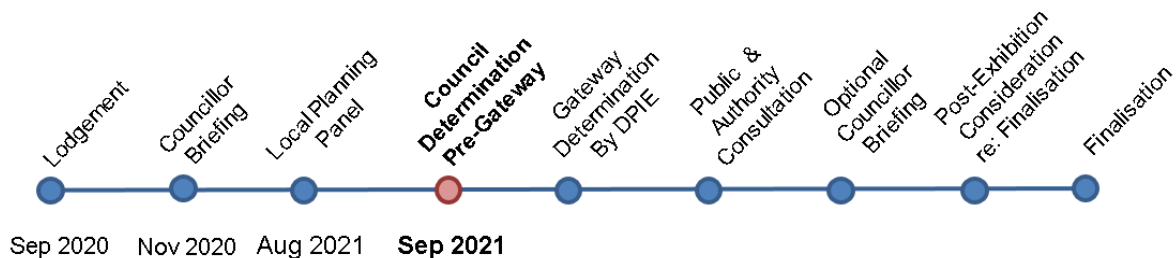 Lodgement
Councillor
Briefing
Local Planning
Panel
Council
Determination
Pre-Gateway
Gateway
Determination
By DPIE
Public & 
Authority
Consultation
Optional
Councillor
Briefing
Post-Exhibition
Consideration
re: Finalisation
Finalisation
Sep 2020
Nov 2020
Aug 2021
Sep 2021